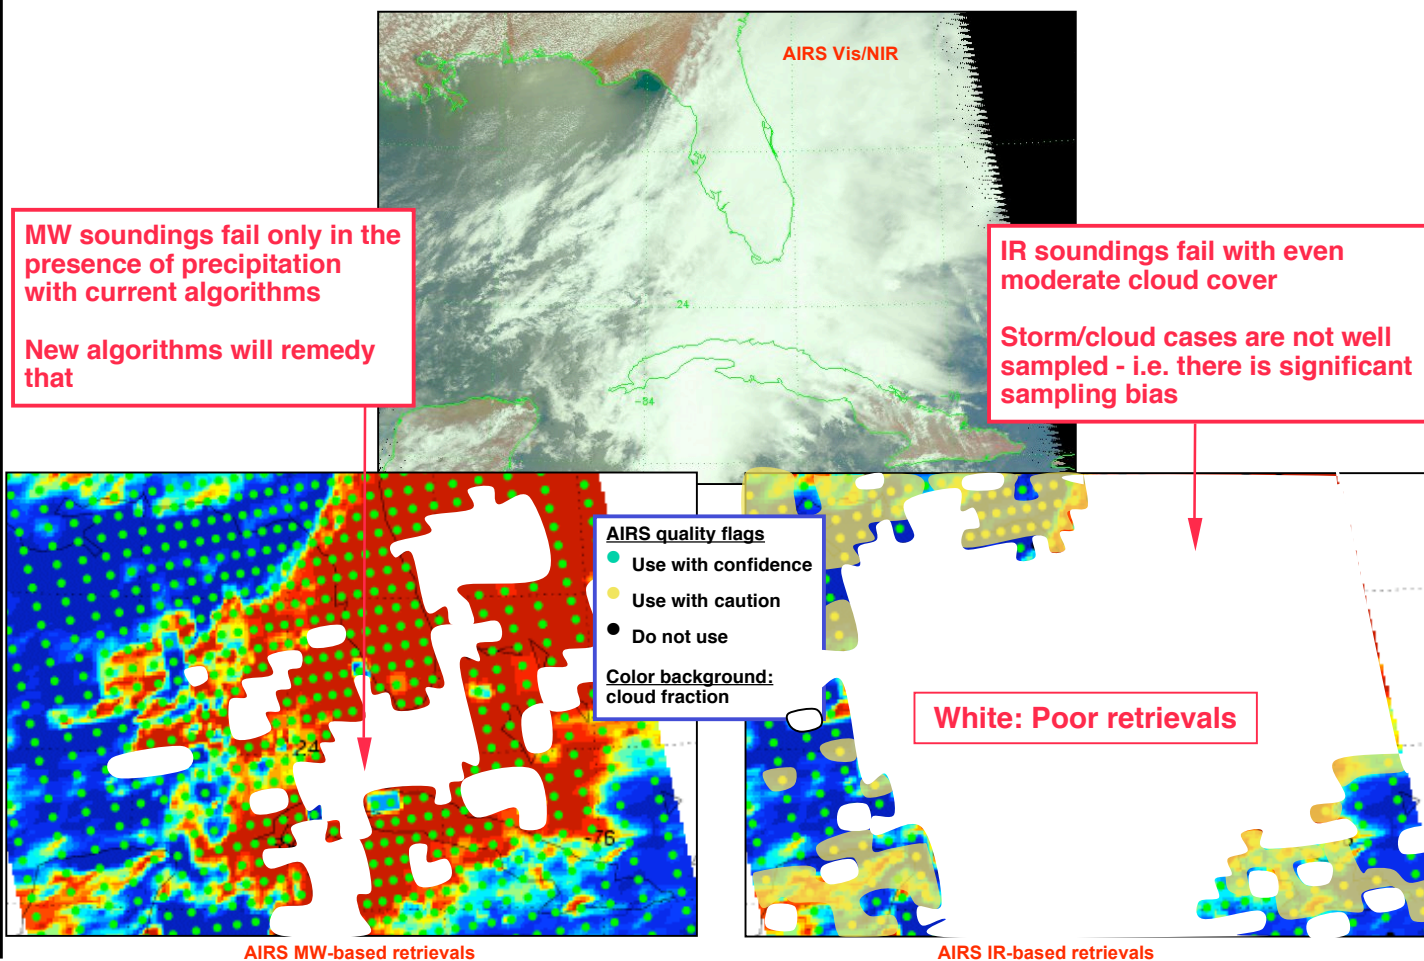 AIRS Vis/NIR
MW soundings fail only in the
presence of precipitation
with current algorithms
New algorithms will remedy
that
IR soundings fail with even
moderate cloud cover
Storm/cloud cases are not well
sampled - i.e. there is significant
sampling bias
24
-84
AIRS quality flags
Use with confidence
Use with caution
Do not use
Color background:
cloud fraction
White: Poor retrievals
24
-76
AIRS MW-based retrievals
AIRS IR-based retrievals